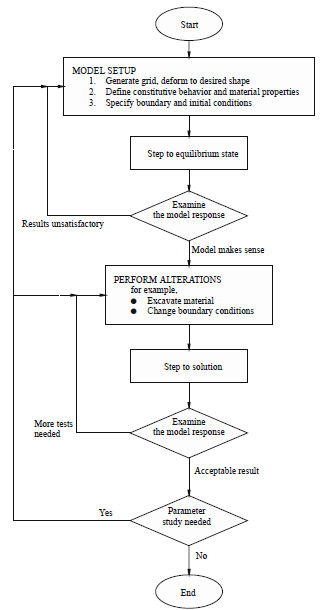 Start
MODEL SETUP
1. Generate grid, deform to desired shape
2. Define constitutive behavior and material properties
3. Specify boundary and initial conditions
Step to equilibrium state
Examine
the model response
Results unsatisfactory
Model makes sense
PERFORM ALTERATIONS
for example,
● Excavate material
● Change boundary conditions
Step to solution
More tests
needed
Examine
the model response
Acceptable result
Yes
Parameter
study needed
No
End